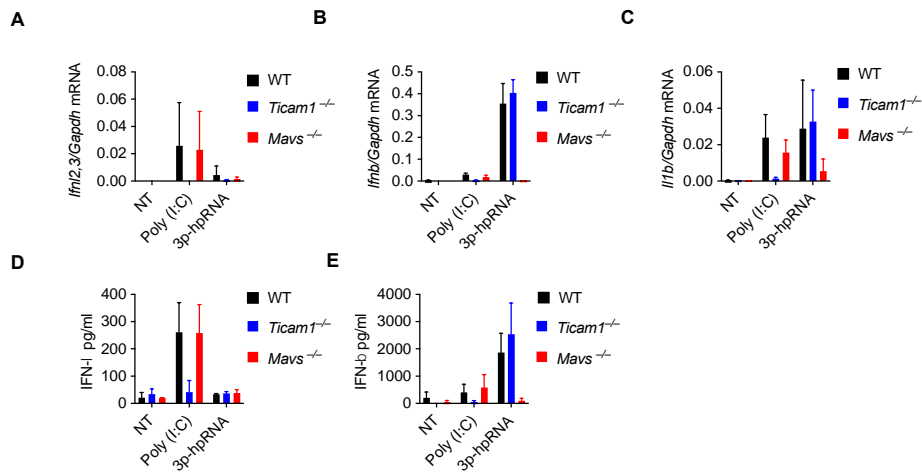 A
B
C
Ifnl2,3/Gapdh mRNA
0.08
0.06
0.04
0.02
0.00
NT
Poly (I:C)
3p-hpRNA
WT
Ticam1−/−
Mavs−/−
Ifnb/Gapdh mRNA
0.5
0.4
0.3
0.2
0.1
0.0
NT
Poly (I:C)
3p-hpRNA
WT
Ticam1−/−
Mavs−/−
Il1b/Gapdh mRNA
0.06
0.04
0.02
0.00
NT
Poly (I:C)
3p-hpRNA
WT
Ticam1−/−
Mavs−/−
D
E
IFN-l pg/ml
400
300
200
100
0
NT
Poly (I:C)
3p-hpRNA
WT
Ticam1−/−
Mavs−/−
IFN-b pg/ml
4000
3000
2000
1000
0
NT
Poly (I:C)
3p-hpRNA
WT
Ticam1−/−
Mavs−/−